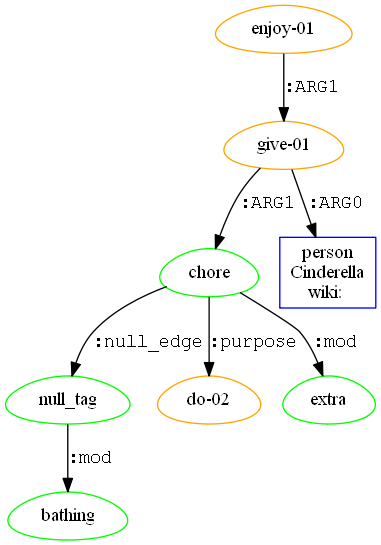 enjoy-01
:ARG1
give-01
:ARG1 :ARG0
person
Cinderella
wiki:
chore
:null_edge :purpose :mod
null_tag do-02 extra
:mod
bathing